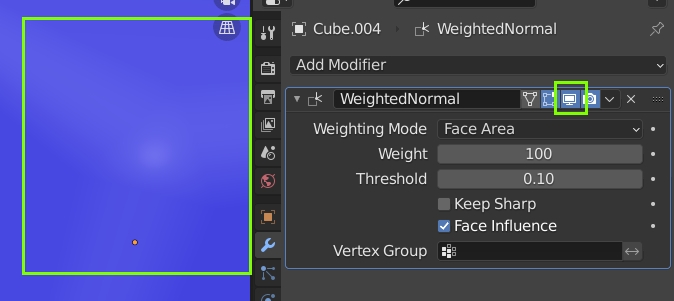 Cube.004 WeightedNormal
Add Modifier
WeightedNormal
Weighting Mode Face Area
Weight 100
Threshold 0.10
Keep Sharp
Face Influence
Vertex Group